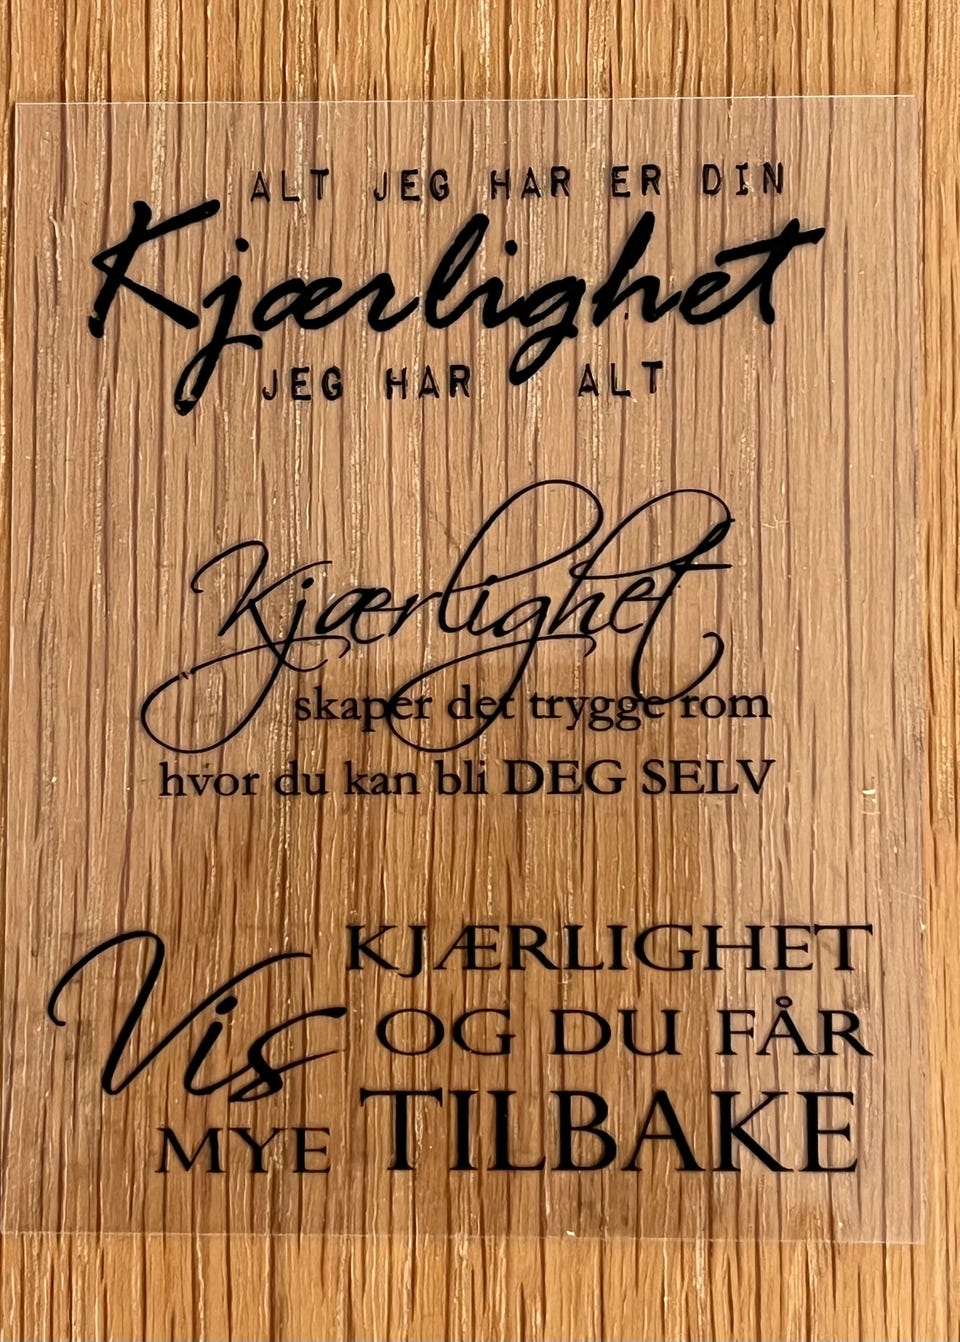 ALT JEG HAR ER DIN
Kjærlighet
JEG HAR ALT
Kjærlighet
skaper det trygge rom
hvor du kan bli DEG SELV
Vis KJÆRLIGHET
OG DU FÅR
MYE TILBAKE